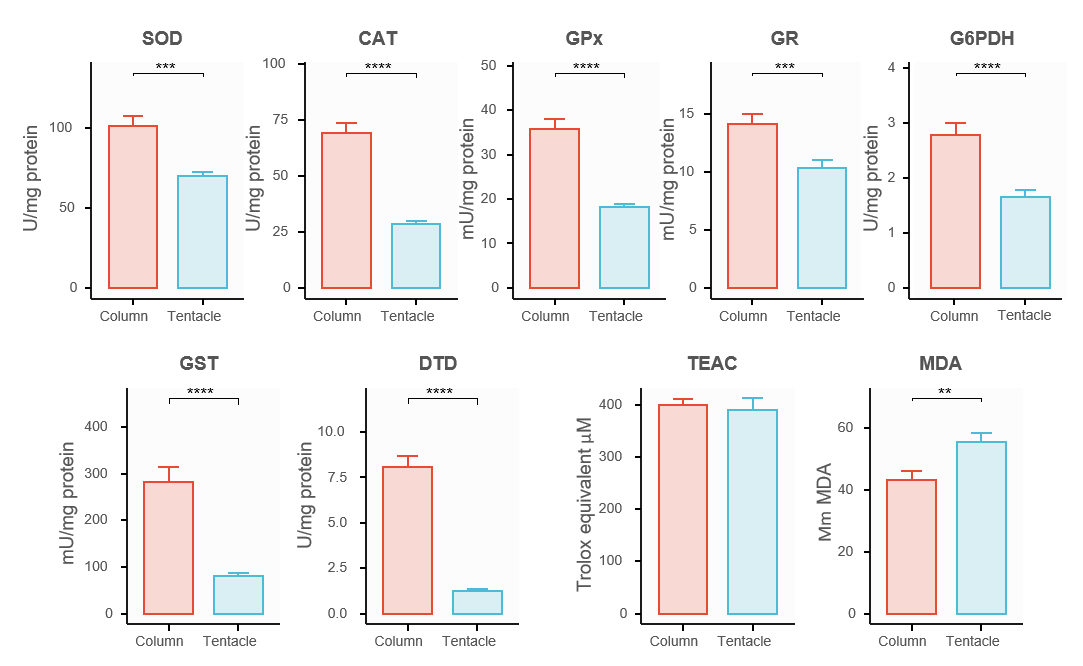 SOD
***
U/mg protein
100
50
0
Column Tentacle
CAT
****
U/mg protein
100
75
50
25
0
Column Tentacle
GPx
****
mU/mg protein
50
40
30
20
10
0
Column Tentacle
GR
***
mU/mg protein
15
10
5
0
Column Tentacle
G6PDH
****
U/mg protein
4
3
2
1
0
Column Tentacle
GST
****
mU/mg protein
400
300
200
100
0
Column Tentacle
DTD
****
U/mg protein
10.0
7.5
5.0
2.5
0.0
Column Tentacle
TEAC
Trolox equivalent µM
400
300
200
100
0
Column Tentacle
MDA
**
Mm MDA
60
40
20
0
Column Tentacle